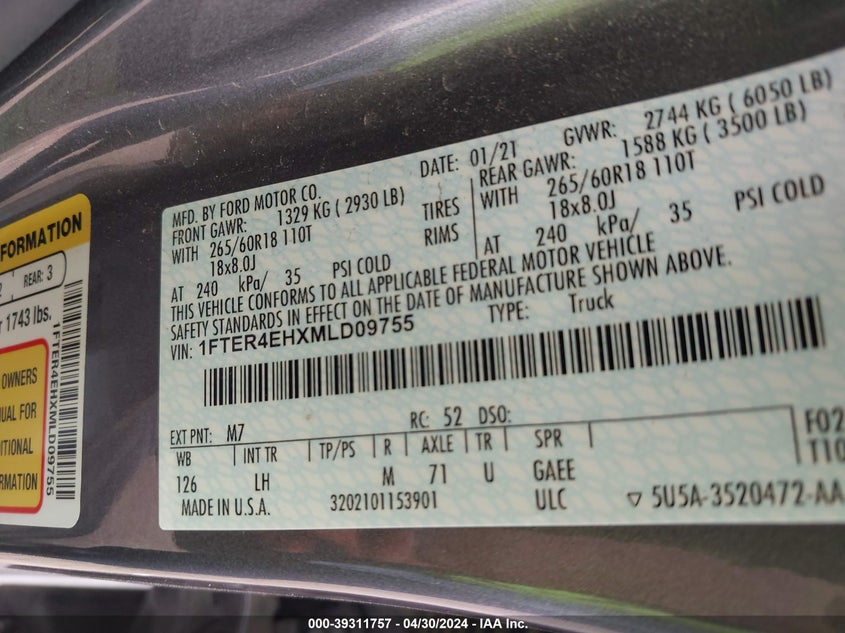 FORMATION
REAR: 3
1743 lbs.
1FTER4EHXMLD09755
OWNERS
FOR
MFD. BY FORD MOTOR CO.
DATE: 01/21
GVWR: 2744 KG ( 6050 LB)
FRONT GAWR: 1329 KG ( 2930 LB)
REAR GAWR: 1588 KG ( 3500 LB)
WITH 265/60R18 110T
TIRES
WITH 265/60R18 110T
18x8.0J
RIMS
18x8.0J
AT 240 kPa/ 35 PSI COLD
AT 240 kPa/ 35 PSI COLD
THIS VEHICLE CONFORMS TO ALL APPLICABLE FEDERAL MOTOR VEHICLE
SAFETY STANDARDS IN EFFECT ON THE DATE OF MANUFACTURE SHOWN ABOVE.
VIN: 1FTER4EHXMLD09755
TYPE: Truck
EXT PNT: M7 RC: 52 DSO:
WB INT TR TP/PS R AXLE TR SPR
126 LH M 71 U GAEE
MADE IN U.S.A. 3202101153901 ULC ▽ 5U5A-3520472-AA
F02
T10
000-39311757 - 04/30/2024 - IAA Inc.